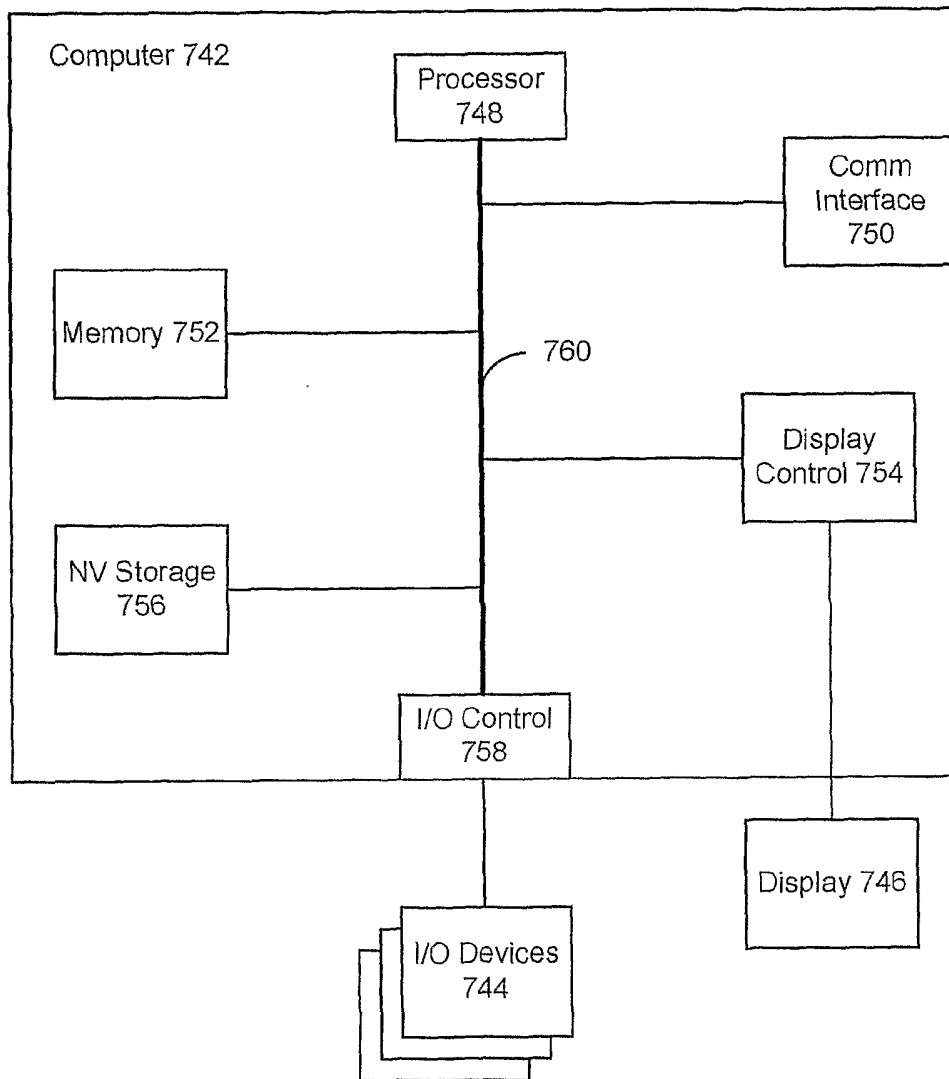 Computer 742
Processor
748
Comm
Interface
750
Memory 752
760
Display
Control 754
NV Storage
756
I/O Control
758
Display 746
I/O Devices
744